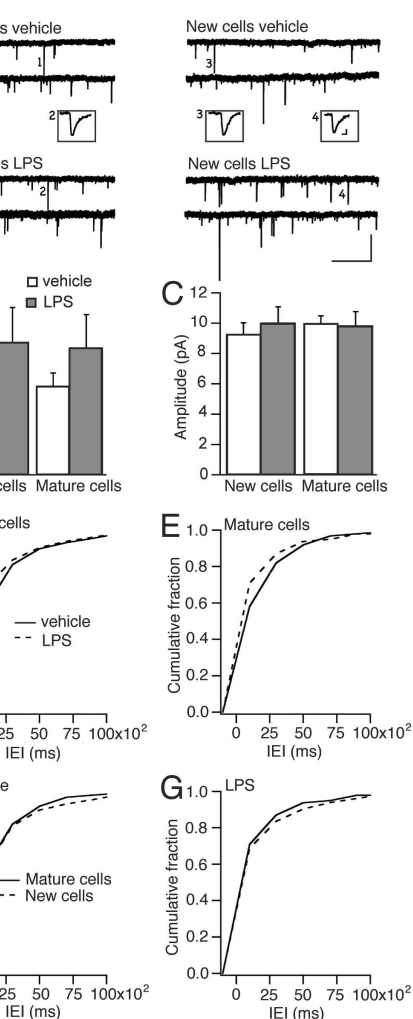 s vehicle
New cells vehicle
1
3
2
3
4
s LPS
New cells LPS
2
4
vehicle
LPS
C
12
10
8
6
4
2
0
Amplitude (pA)
cells Mature cells
New cells Mature cells
cells
vehicle
LPS
25 50 75 100x10²
IEI (ms)
E
Mature cells
1.0
0.8
0.6
0.4
0.2
0.0
Cumulative fraction
0 25 50 75 100x10²
IEI (ms)
e
Mature cells
New cells
25 50 75 100x10²
IEI (ms)
G
LPS
1.0
0.8
0.6
0.4
0.2
0.0
Cumulative fraction
0 25 50 75 100x10²
IEI (ms)